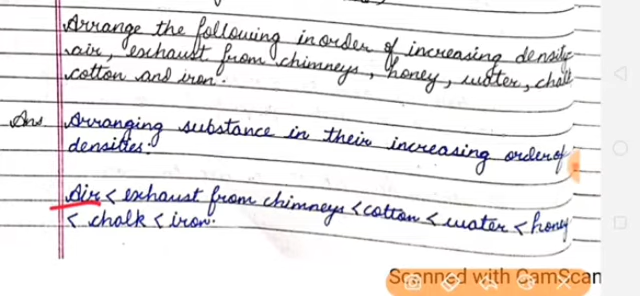 Arrange the following in order of increasing density-
air, exhaust from chimneys, honey, water, chalk
cotton and iron.
Ans Arranging substance in their increasing order of
densities:
Air < exhaust from chimneys < cotton < water < honey
< chalk < iron.
Scanned with CamScan